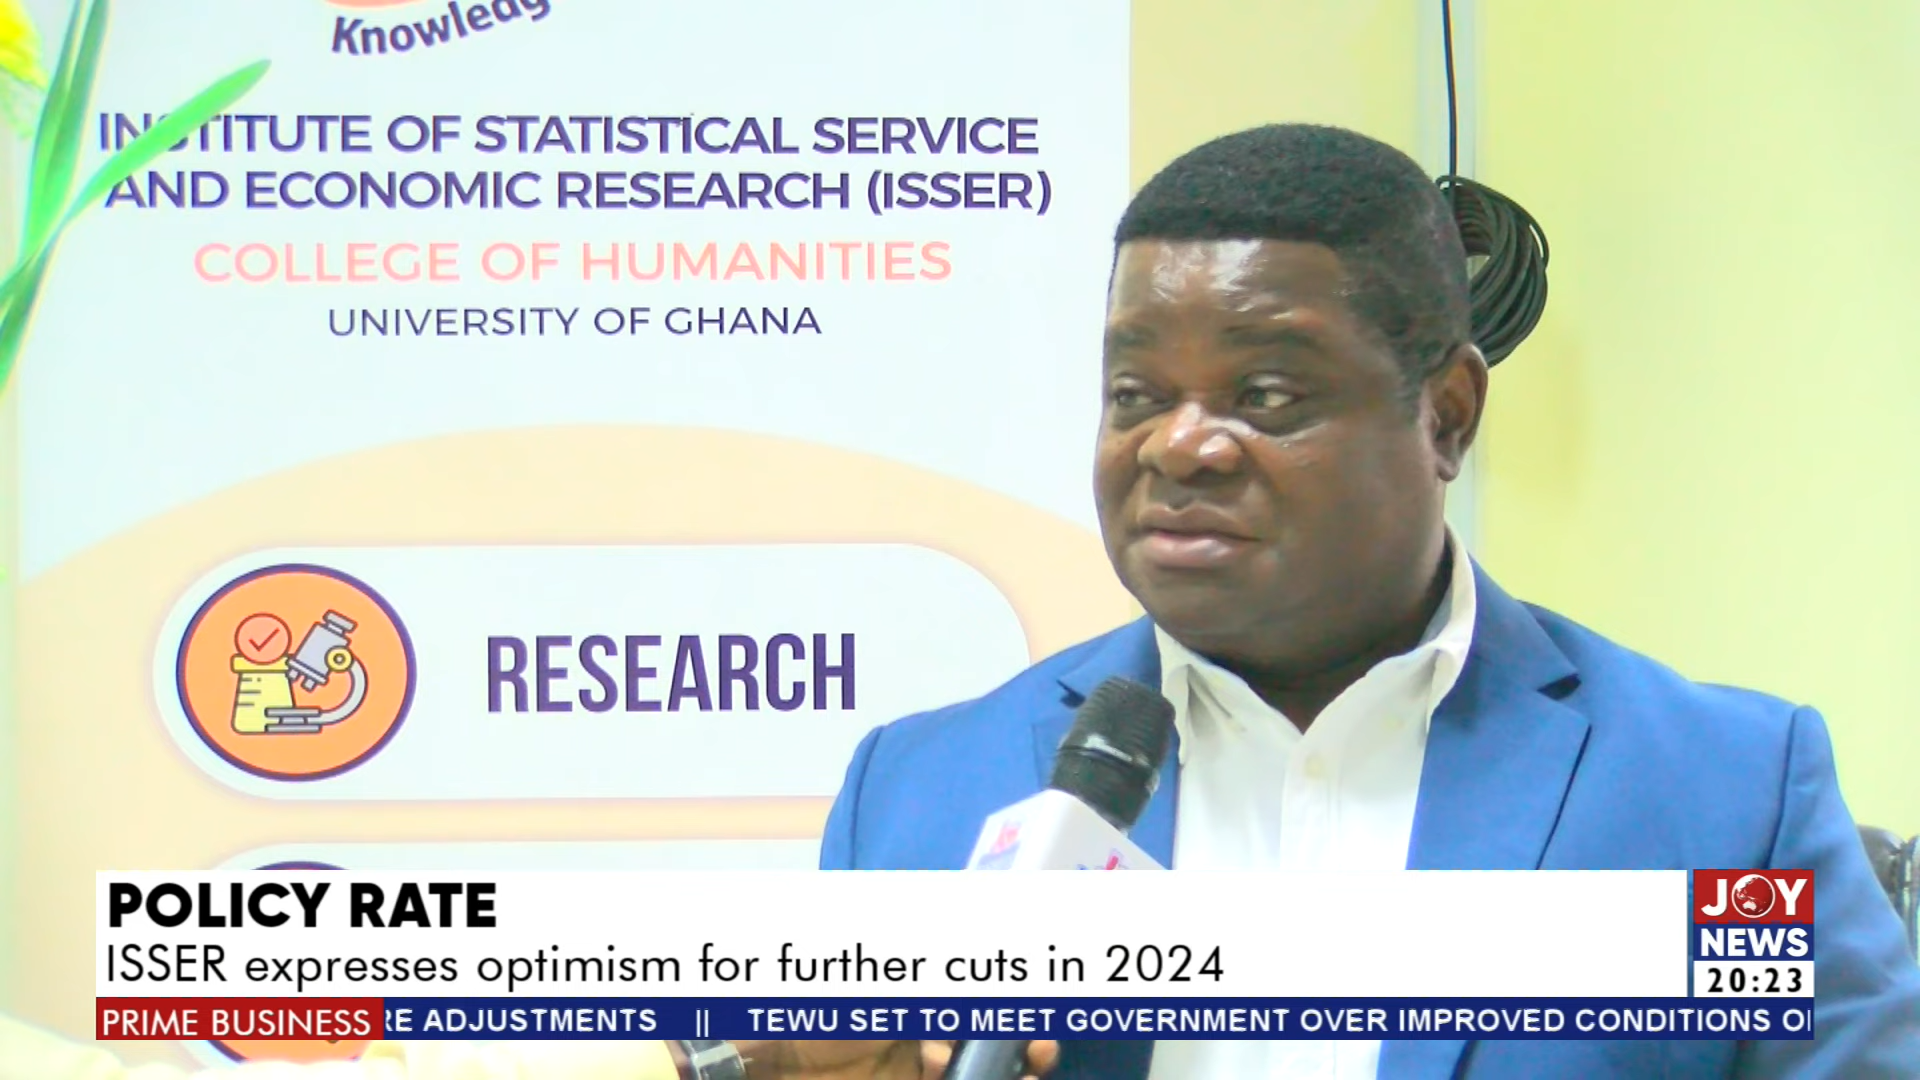 INSTITUTE OF STATISTICAL SERVICE
AND ECONOMIC RESEARCH (ISSER)
COLLEGE OF HUMANITIES
UNIVERSITY OF GHANA
RESEARCH
POLICY RATE
ISSER expresses optimism for further cuts in 2024
JOY
NEWS
20:23
PRIME BUSINESS
ADJUSTMENTS || TEWU SET TO MEET GOVERNMENT OVER IMPROVED CONDITIONS